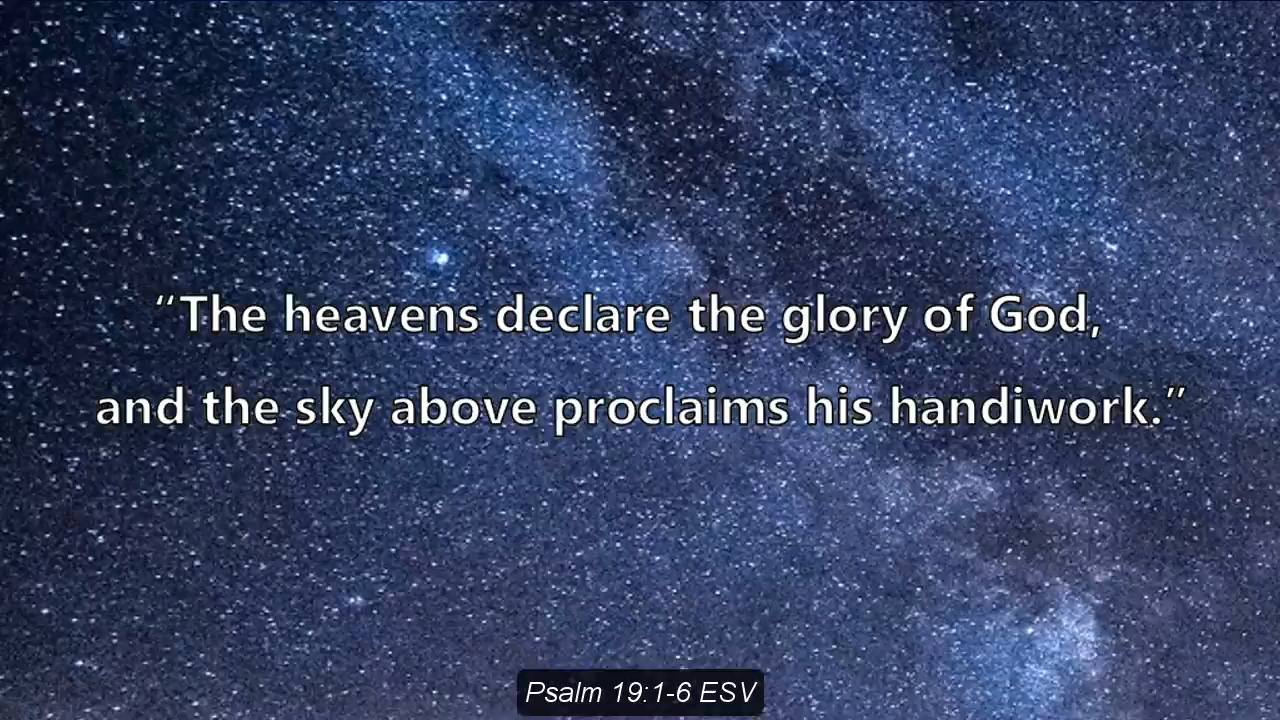 “The heavens declare the glory of God,
and the sky above proclaims his handiwork.”
Psalm 19:1-6 ESV